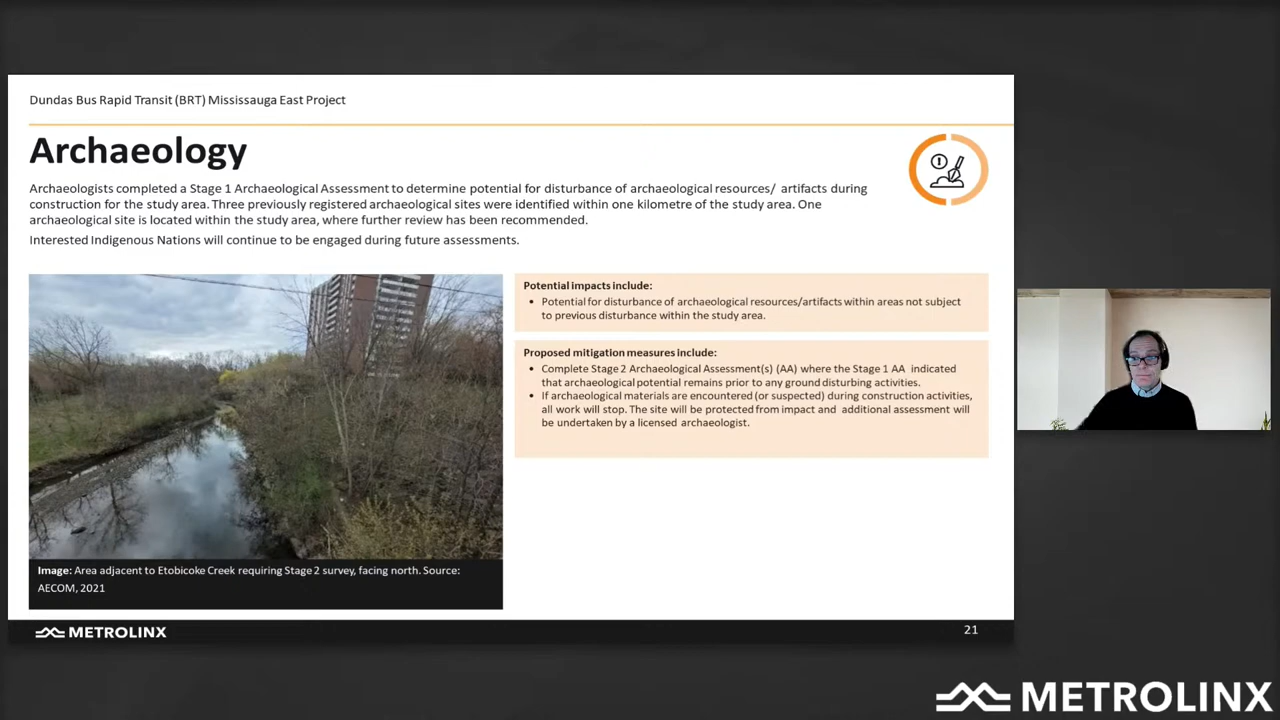 Dundas Bus Rapid Transit (BRT) Mississauga East Project
Archaeology
Archaeologists completed a Stage 1 Archaeological Assessment to determine potential for disturbance of archaeological resources/ artifacts during
construction for the study area. Three previously registered archaeological sites were identified within one kilometre of the study area. One
archaeological site is located within the study area, where further review has been recommended.
Interested Indigenous Nations will continue to be engaged during future assessments.
Potential impacts include:
• Potential for disturbance of archaeological resources/artifacts within areas not subject
to previous disturbance within the study area.
Proposed mitigation measures include:
• Complete Stage 2 Archaeological Assessment(s) (AA) where the Stage 1 AA indicated
that archaeological potential remains prior to any ground disturbing activities.
• If archaeological materials are encountered (or suspected) during construction activities,
all work will stop. The site will be protected from impact and additional assessment will
be undertaken by a licensed archaeologist.
Image: Area adjacent to Etobicoke Creek requiring Stage 2 survey, facing north. Source:
AECOM, 2021
METROLINX
21
METROLINX